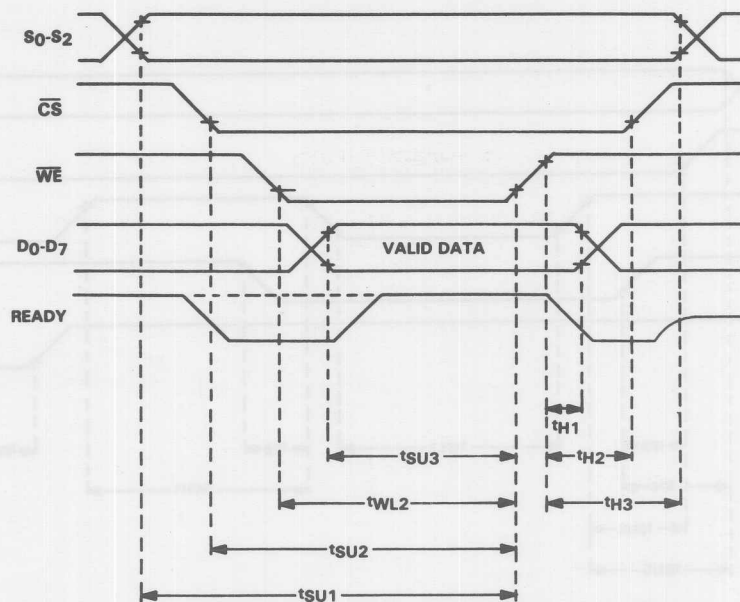 S0-S2
CS
WE
D0-D7
VALID DATA
READY
tH1
tSU3
tH2
tWL2
tH3
tSU2
tSU1